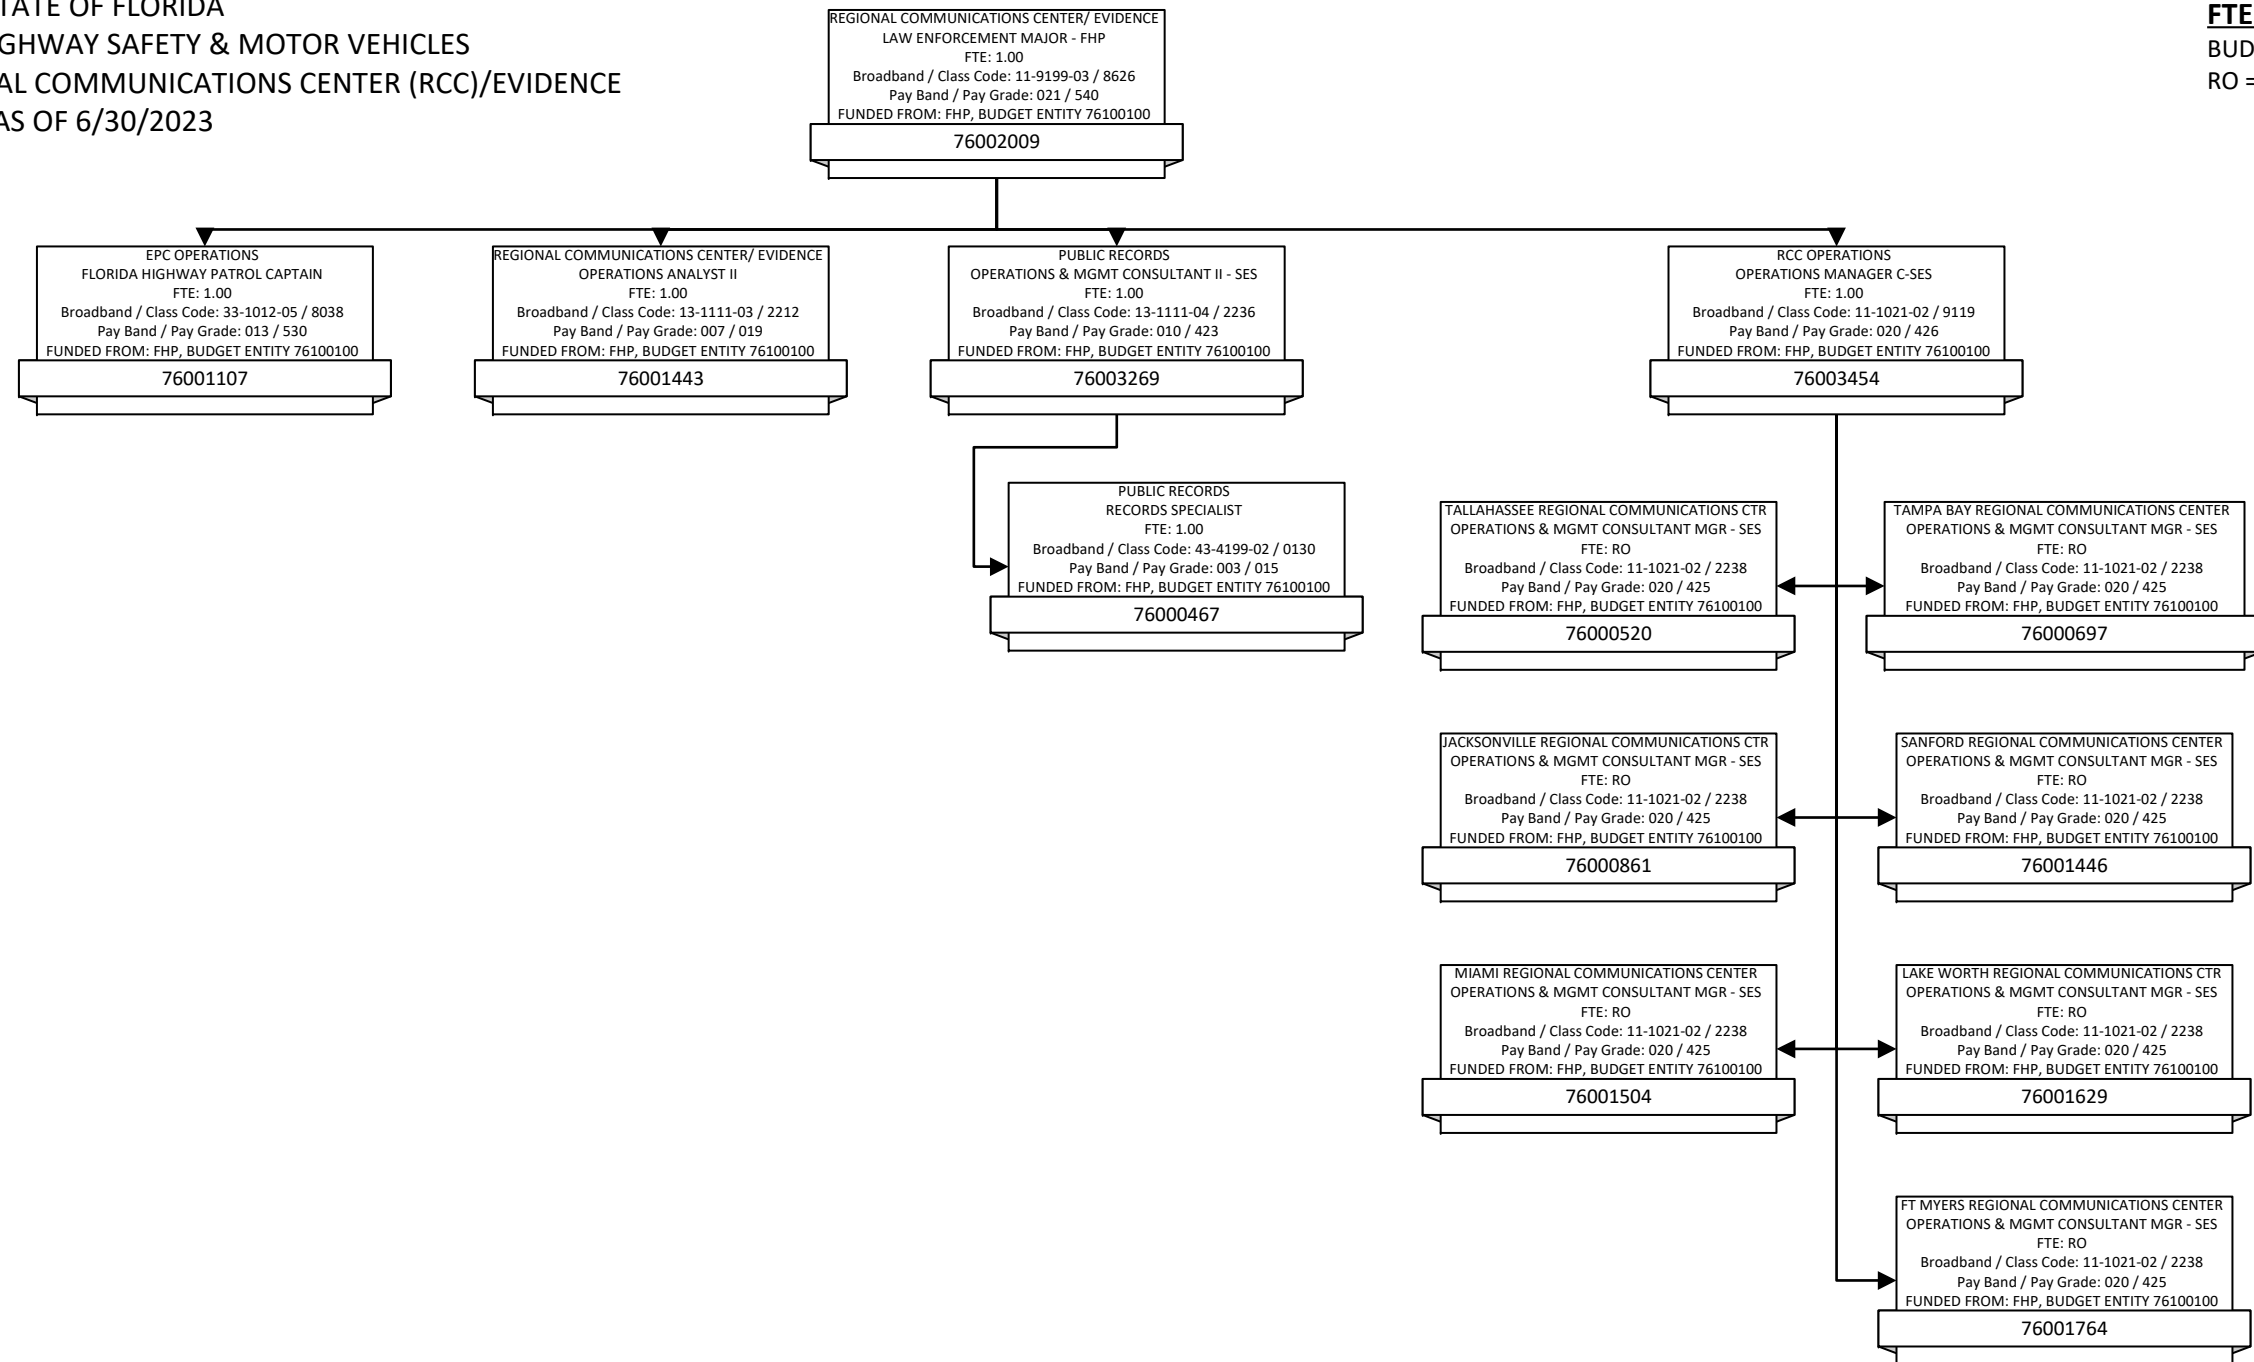 TATE OF FLORIDA
GHWAY SAFETY & MOTOR VEHICLES
AL COMMUNICATIONS CENTER (RCC)/EVIDENCE
AS OF 6/30/2023
REGIONAL COMMUNICATIONS CENTER/ EVIDENCE
LAW ENFORCEMENT MAJOR - FHP
FTE: 1.00
Broadband / Class Code: 11-9199-03 / 8626
Pay Band / Pay Grade: 021 / 540
FUNDED FROM: FHP, BUDGET ENTITY 76100100
76002009
FTE
BUD
RO =
EPC OPERATIONS
FLORIDA HIGHWAY PATROL CAPTAIN
FTE: 1.00
Broadband / Class Code: 33-1012-05 / 8038
Pay Band / Pay Grade: 013 / 530
FUNDED FROM: FHP, BUDGET ENTITY 76100100
76001107
REGIONAL COMMUNICATIONS CENTER/ EVIDENCE
OPERATIONS ANALYST II
FTE: 1.00
Broadband / Class Code: 13-1111-03 / 2212
Pay Band / Pay Grade: 007 / 019
FUNDED FROM: FHP, BUDGET ENTITY 76100100
76001443
PUBLIC RECORDS
OPERATIONS & MGMT CONSULTANT II - SES
FTE: 1.00
Broadband / Class Code: 13-1111-04 / 2236
Pay Band / Pay Grade: 010 / 423
FUNDED FROM: FHP, BUDGET ENTITY 76100100
76003269
RCC OPERATIONS
OPERATIONS MANAGER C-SES
FTE: 1.00
Broadband / Class Code: 11-1021-02 / 9119
Pay Band / Pay Grade: 020 / 426
FUNDED FROM: FHP, BUDGET ENTITY 76100100
76003454
PUBLIC RECORDS
RECORDS SPECIALIST
FTE: 1.00
Broadband / Class Code: 43-4199-02 / 0130
Pay Band / Pay Grade: 003 / 015
FUNDED FROM: FHP, BUDGET ENTITY 76100100
76000467
TALLAHASSEE REGIONAL COMMUNICATIONS CTR
OPERATIONS & MGMT CONSULTANT MGR - SES
FTE: RO
Broadband / Class Code: 11-1021-02 / 2238
Pay Band / Pay Grade: 020 / 425
FUNDED FROM: FHP, BUDGET ENTITY 76100100
76000520
TAMPA BAY REGIONAL COMMUNICATIONS CENTER
OPERATIONS & MGMT CONSULTANT MGR - SES
FTE: RO
Broadband / Class Code: 11-1021-02 / 2238
Pay Band / Pay Grade: 020 / 425
FUNDED FROM: FHP, BUDGET ENTITY 76100100
76000697
JACKSONVILLE REGIONAL COMMUNICATIONS CTR
OPERATIONS & MGMT CONSULTANT MGR - SES
FTE: RO
Broadband / Class Code: 11-1021-02 / 2238
Pay Band / Pay Grade: 020 / 425
FUNDED FROM: FHP, BUDGET ENTITY 76100100
76000861
SANFORD REGIONAL COMMUNICATIONS CENTER
OPERATIONS & MGMT CONSULTANT MGR - SES
FTE: RO
Broadband / Class Code: 11-1021-02 / 2238
Pay Band / Pay Grade: 020 / 425
FUNDED FROM: FHP, BUDGET ENTITY 76100100
76001446
MIAMI REGIONAL COMMUNICATIONS CENTER
OPERATIONS & MGMT CONSULTANT MGR - SES
FTE: RO
Broadband / Class Code: 11-1021-02 / 2238
Pay Band / Pay Grade: 020 / 425
FUNDED FROM: FHP, BUDGET ENTITY 76100100
76001504
LAKE WORTH REGIONAL COMMUNICATIONS CTR
OPERATIONS & MGMT CONSULTANT MGR - SES
FTE: RO
Broadband / Class Code: 11-1021-02 / 2238
Pay Band / Pay Grade: 020 / 425
FUNDED FROM: FHP, BUDGET ENTITY 76100100
76001629
FT MYERS REGIONAL COMMUNICATIONS CENTER
OPERATIONS & MGMT CONSULTANT MGR - SES
FTE: RO
Broadband / Class Code: 11-1021-02 / 2238
Pay Band / Pay Grade: 020 / 425
FUNDED FROM: FHP, BUDGET ENTITY 76100100
76001764